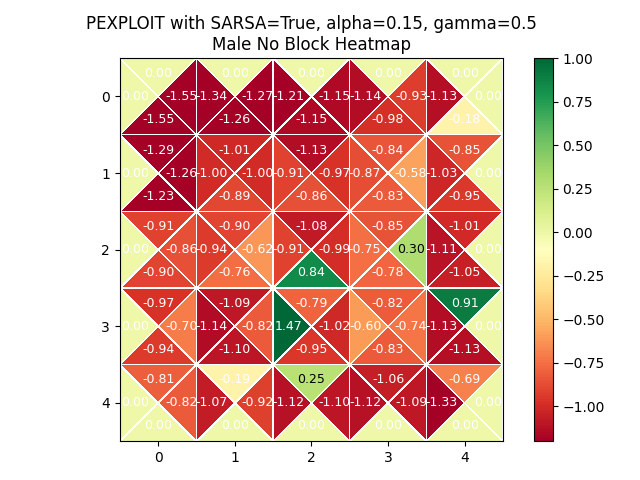 PEXPLOIT with SARSA=True, alpha=0.15, gamma=0.5
Male No Block Heatmap
0.00 0.00 0.00 0.00 0.00
0 0.00 -1.55 -1.34 -1.27 -1.21 -1.15 -1.14 -0.93 -1.13 0.00
-1.55 -1.26 -1.15 -0.98 -0.18
-1.29 -1.01 -1.13 -0.84 -0.85
1 0.00 -1.26 -1.00 -1.00 -0.91 -0.97 -0.87 -0.58 -1.03 0.00
-1.23 -0.89 -0.86 -0.83 -0.95
-0.91 -0.90 -1.08 -0.85 -1.01
2 0.00 -0.86 -0.94 -0.62 -0.91 -0.99 -0.75 0.30 -1.11 0.00
-0.90 -0.76 0.84 -0.78 -1.05
-0.97 -1.09 -0.79 -0.82 0.91
3 0.00 -0.70 -1.14 -0.82 1.47 -1.02 -0.60 -0.74 -1.13 0.00
-0.94 -1.10 -0.95 -0.83 -1.13
-0.81 -0.19 0.25 -1.06 -0.69
4 0.00 -0.82 -1.07 -0.92 -1.12 -1.10 -1.12 -1.09 -1.33 0.00
0.00 0.00 0.00 0.00 0.00
0 1 2 3 4
1.00
0.75
0.50
0.25
0.00
−0.25
−0.50
−0.75
−1.00